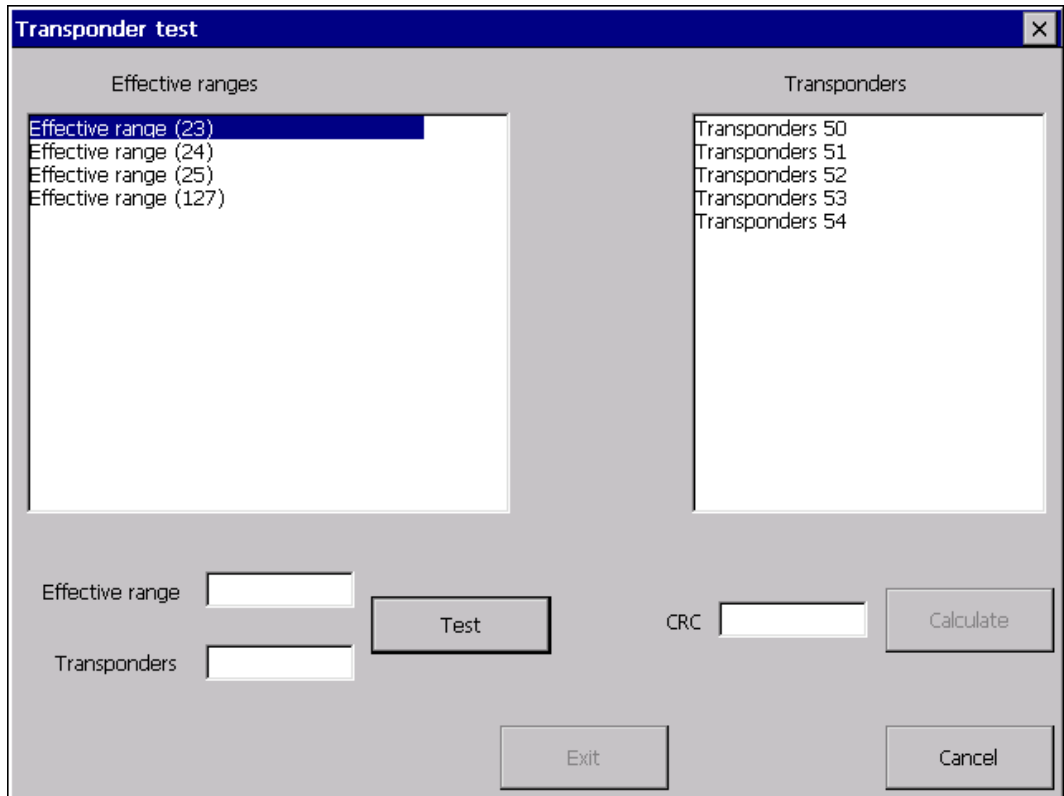 Transponder test
Effective ranges
Transponders
Effective range (23)
Effective range (24)
Effective range (25)
Effective range (127)
Transponders 50
Transponders 51
Transponders 52
Transponders 53
Transponders 54
Effective range
Transponders
Test
CRC
Calculate
Exit
Cancel